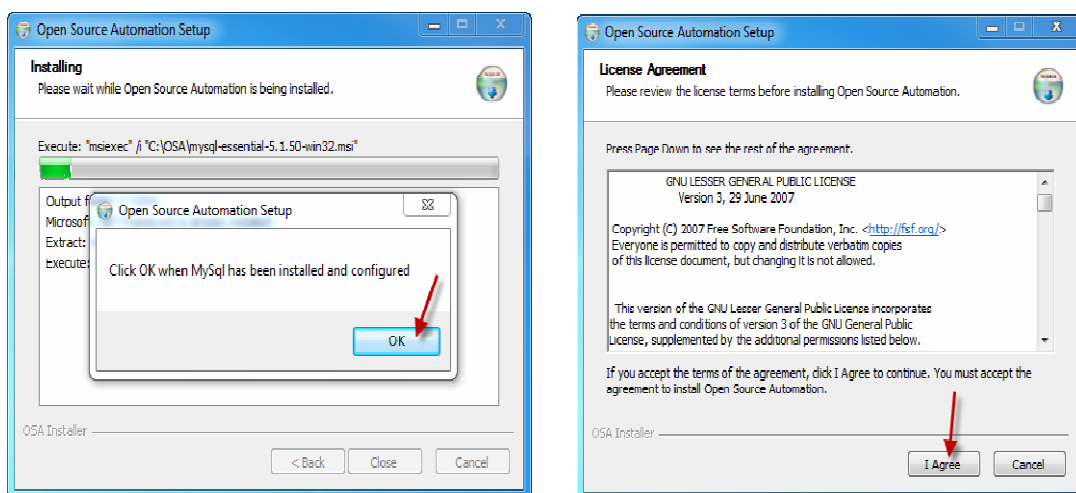 Open Source Automation Setup
Installing
Please wait while Open Source Automation is being installed.
Execute: "msiexec" /i "C:\OSA\mysql-essential-5.1.50-win32.msi"
Output f
Microsof
Extract:
Execute:
Open Source Automation Setup
Click OK when MySql has been installed and configured
OK
OSA Installer
< Back
Close
Cancel
Open Source Automation Setup
License Agreement
Please review the license terms before installing Open Source Automation.
Press Page Down to see the rest of the agreement.
GNU LESSER GENERAL PUBLIC LICENSE
Version 3, 29 June 2007
Copyright (C) 2007 Free Software Foundation, Inc. <http://fsf.org/>
Everyone is permitted to copy and distribute verbatim copies
of this license document, but changing it is not allowed.
This version of the GNU Lesser General Public License incorporates
the terms and conditions of version 3 of the GNU General Public
License, supplemented by the additional permissions listed below.
If you accept the terms of the agreement, click I Agree to continue. You must accept the
agreement to install Open Source Automation.
OSA Installer
I Agree
Cancel